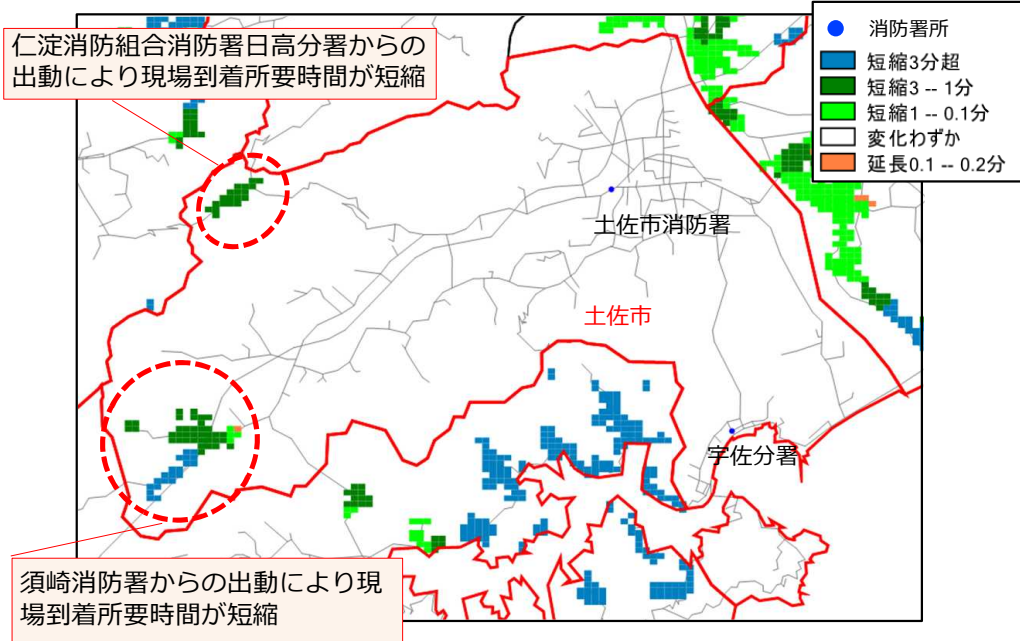 仁淀消防組合消防署日高分署からの
出動により現場到着所要時間が短縮
消防署所
短縮3分超
短縮3 -- 1分
短縮1 -- 0.1分
変化わずか
延長0.1 -- 0.2分
土佐市消防署
土佐市
宇佐分署
須崎消防署からの出動により現
場到着所要時間が短縮